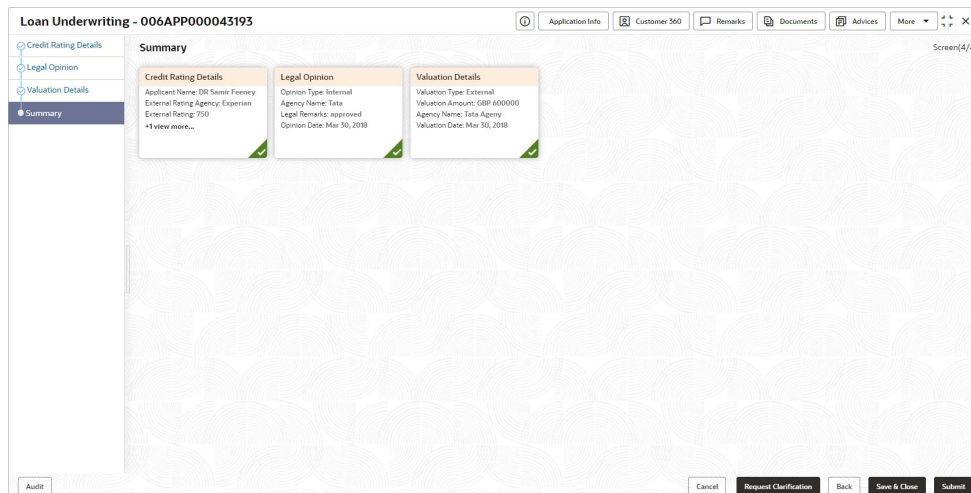 Loan Underwriting - 006APP000043193
Application Info
Customer 360
Remarks
Documents
Advices
More
Credit Rating Details
Legal Opinion
Valuation Details
Summary
Summary
Screen(4/4
Credit Rating Details
Applicant Name: DR Samir Feeney
External Rating Agency: Experian
External Rating: 750
+1 view more...
Legal Opinion
Opinion Type: Internal
Agency Name: Tata
Legal Remarks: approved
Opinion Date: Mar 30, 2018
Valuation Details
Valuation Type: External
Valuation Amount: GBP 600000
Agency Name: Tata Ageny
Valuation Date: Mar 30, 2018
Audit
Cancel
Request Clarification
Back
Save & Close
Submit